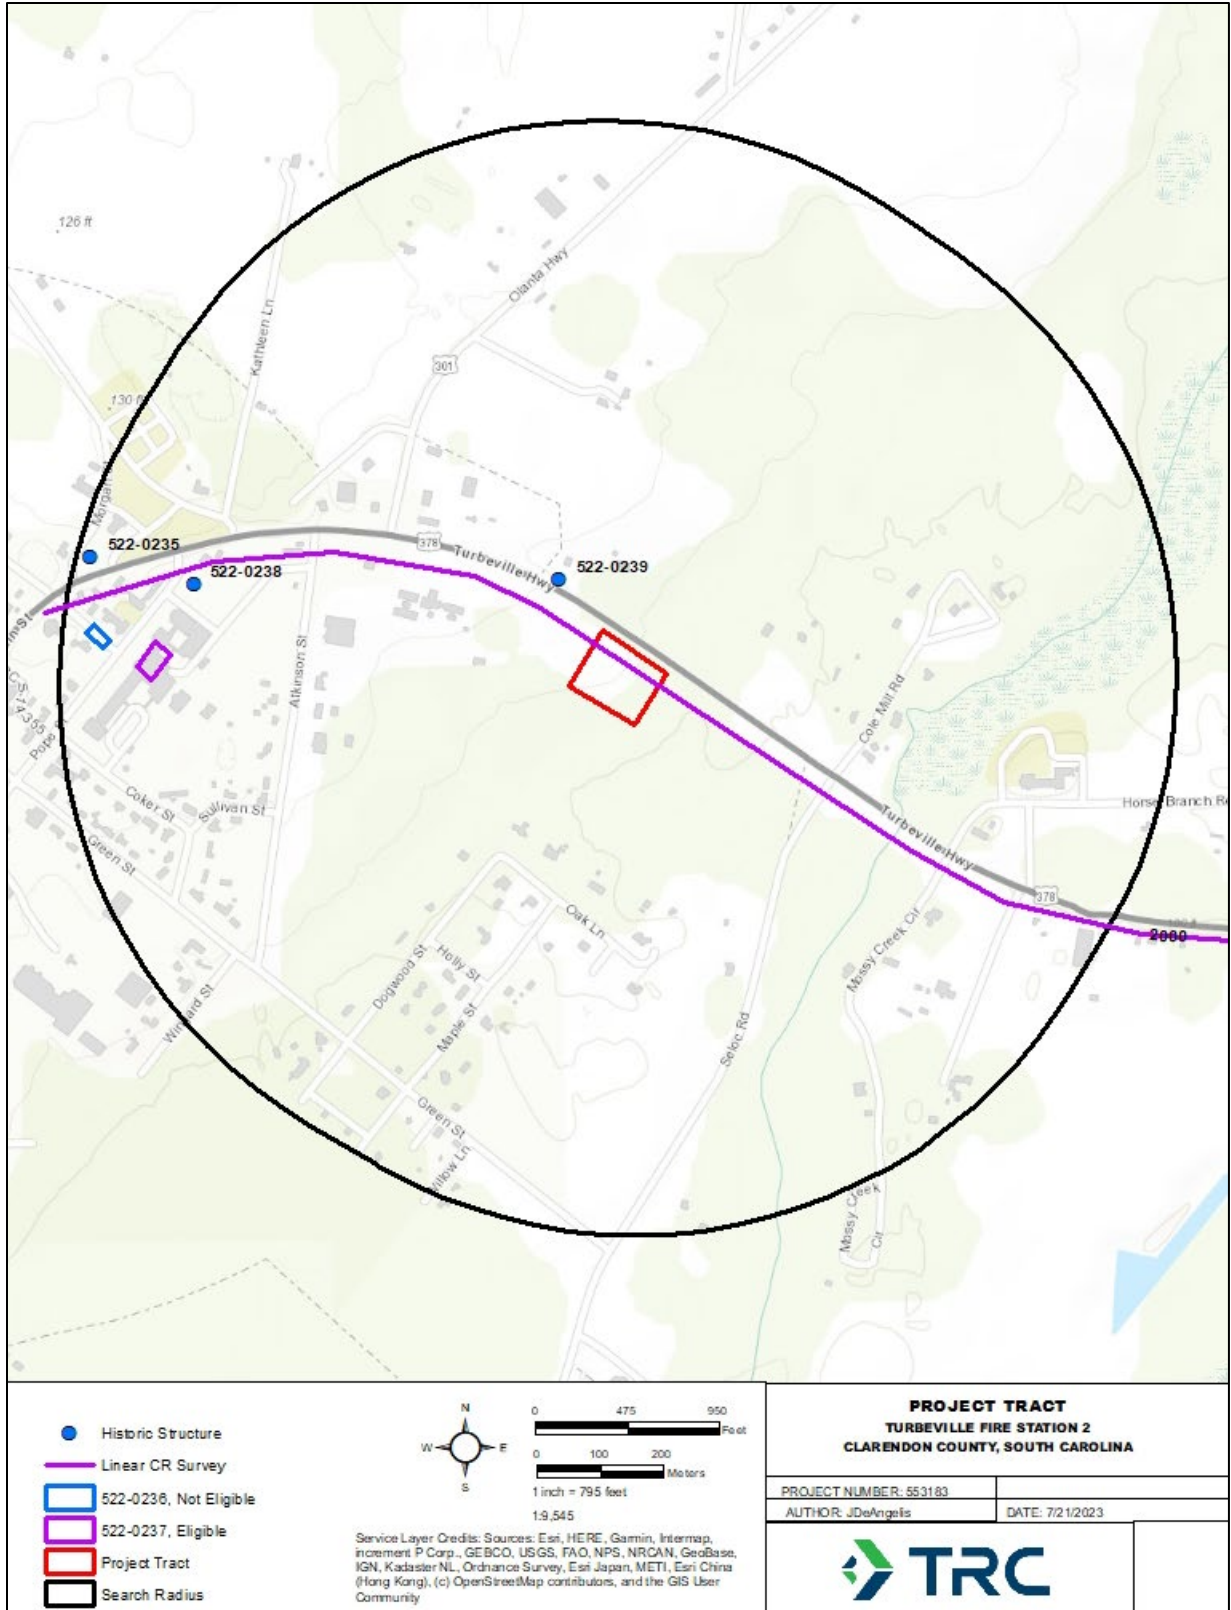 126 ft
Kathleen Ln
Olanta Hwy
301
130 ft
Morgan St
522-0235
522-0238
378
Turbeville Hwy
522-0239
Atkinson St
Pope
Coker St
Sullivan St
Green St
Cole Mill Rd
Horse Branch Rd
Turbeville Hwy
378
2000
Oak Ln
Mossy Creek Cir
Dogwood St
Holly St
Maple St
Seloc Rd
Green St
Willow Ln
Mossy Creek
Cir
Historic Structure
Linear CR Survey
522-0236, Not Eligible
522-0237, Eligible
Project Tract
Search Radius
N
W E
S
0 475 950
Feet
0 100 200
Meters
1 inch = 795 feet
1:9,545
Service Layer Credits: Sources: Esri, HERE, Garmin, Intermap,
increment P Corp., GEBCO, USGS, FAO, NPS, NRCAN, GeoBase,
IGN, Kadaster NL, Ordnance Survey, Esri Japan, METI, Esri China
(Hong Kong), (c) OpenStreetMap contributors, and the GIS User
Community
PROJECT TRACT
TURBEVILLE FIRE STATION 2
CLARENDON COUNTY, SOUTH CAROLINA
PROJECT NUMBER: 553183
AUTHOR: JDeAngelis DATE: 7/21/2023
TRC